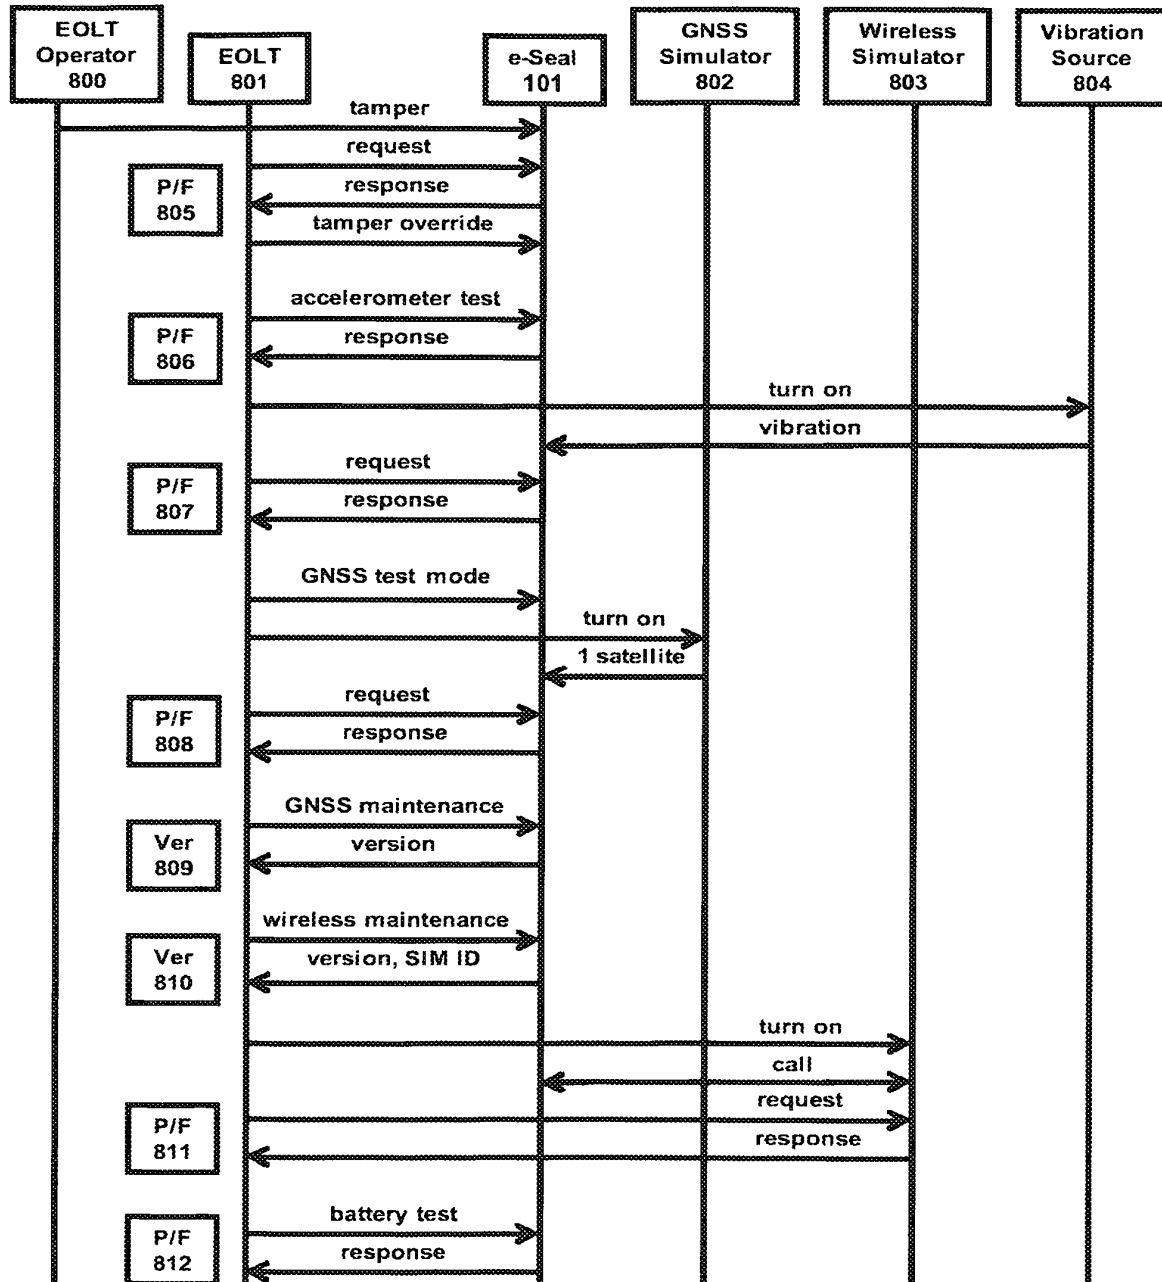 EOLT
Operator
800
EOLT
801
e-Seal
101
GNSS
Simulator
802
Wireless
Simulator
803
Vibration
Source
804
tamper
request
P/F
805
response
tamper override
accelerometer test
P/F
806
response
turn on
vibration
request
P/F
807
response
GNSS test mode
turn on
1 satellite
request
P/F
808
response
GNSS maintenance
Ver
809
version
wireless maintenance
Ver
810
version, SIM ID
turn on
call
request
P/F
811
response
battery test
P/F
812
response